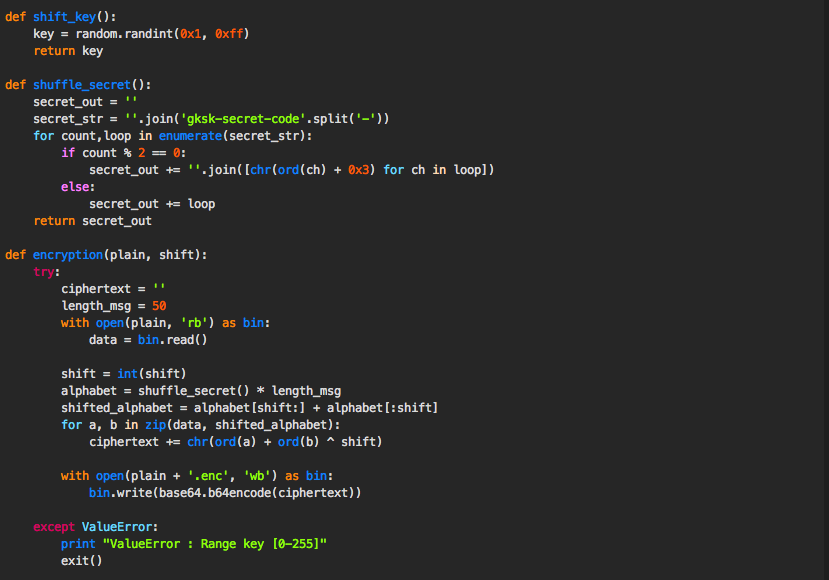 def shift_key():
    key = random.randint(0x1, 0xff)
    return key

def shuffle_secret():
    secret_out = ''
    secret_str = ''.join('gksk-secret-code'.split('-'))
    for count,loop in enumerate(secret_str):
        if count % 2 == 0:
            secret_out += ''.join([chr(ord(ch) + 0x3) for ch in loop])
        else:
            secret_out += loop
    return secret_out

def encryption(plain, shift):
    try:
        ciphertext = ''
        length_msg = 50
        with open(plain, 'rb') as bin:
            data = bin.read()

        shift = int(shift)
        alphabet = shuffle_secret() * length_msg
        shifted_alphabet = alphabet[shift:] + alphabet[:shift]
        for a, b in zip(data, shifted_alphabet):
            ciphertext += chr(ord(a) + ord(b) ^ shift)

        with open(plain + '.enc', 'wb') as bin:
            bin.write(base64.b64encode(ciphertext))

    except ValueError:
        print "ValueError : Range key [0-255]"
        exit()